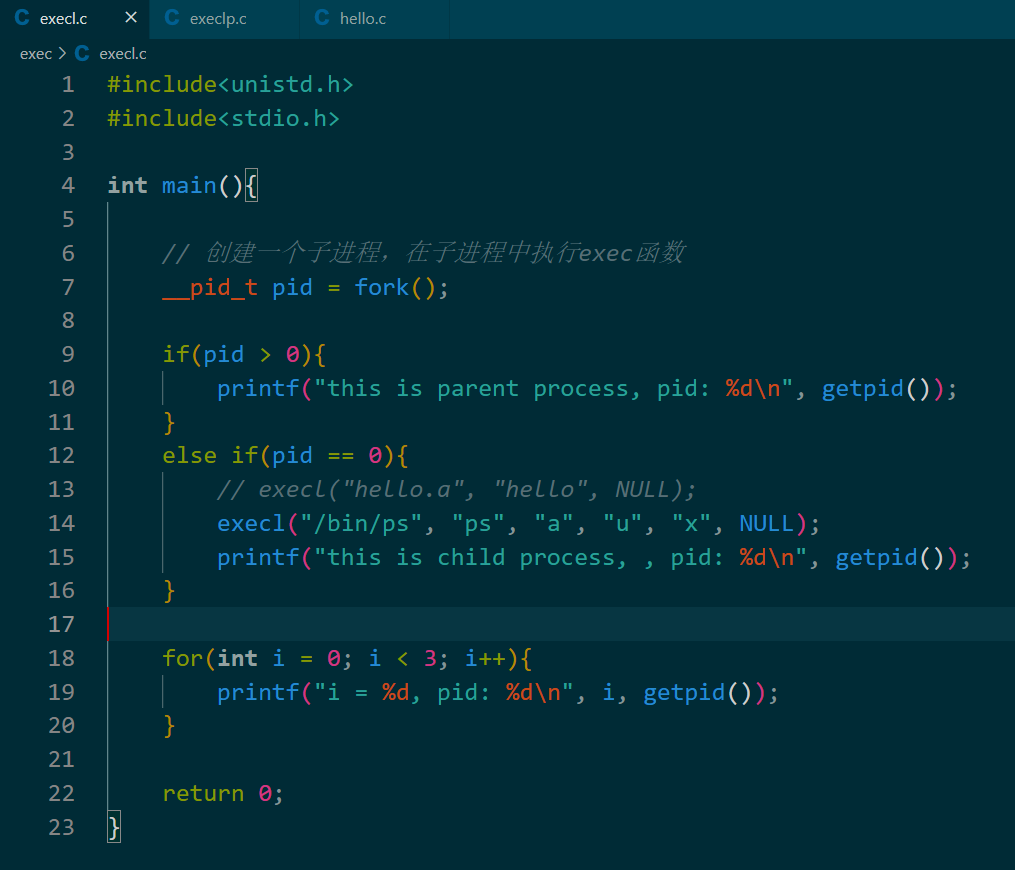 C execl.c × C execlp.c C hello.c
exec > C execl.c
1 #include<unistd.h>
2 #include<stdio.h>
3
4 int main(){
5
6 // 创建一个子进程，在子进程中执行exec函数
7 __pid_t pid = fork();
8
9 if(pid > 0){
10 printf("this is parent process, pid: %d\n", getpid());
11 }
12 else if(pid == 0){
13 // execl("hello.a", "hello", NULL);
14 execl("/bin/ps", "ps", "a", "u", "x", NULL);
15 printf("this is child process, , pid: %d\n", getpid());
16 }
17
18 for(int i = 0; i < 3; i++){
19 printf("i = %d, pid: %d\n", i, getpid());
20 }
21
22 return 0;
23 }